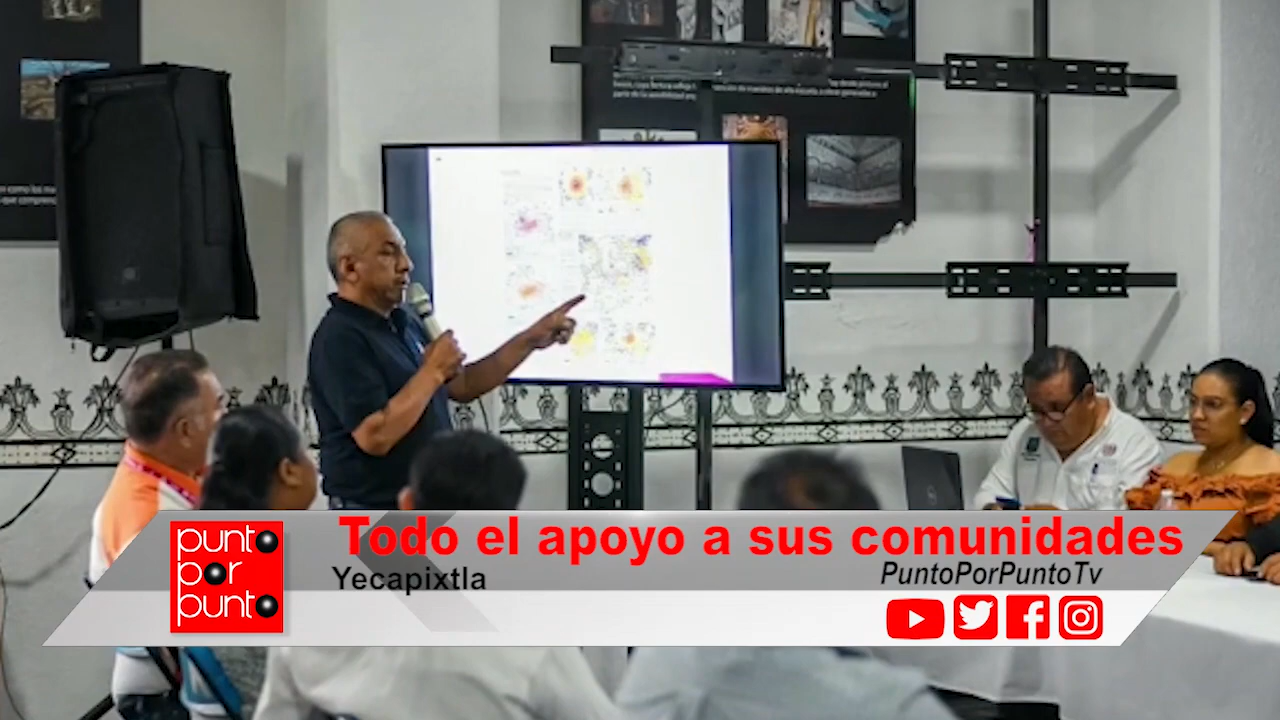 punto
por
punto
Todo el apoyo a sus comunidades
Yecapixtla
PuntoPorPuntoTv